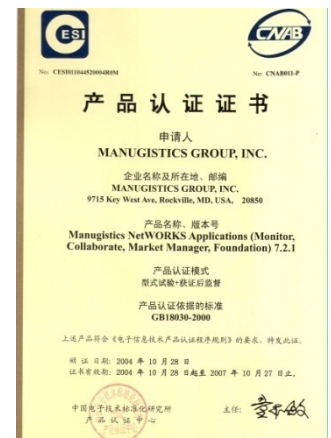 CESI
CNAB
No: CESI011044520004R0M
No: CNAB011-P
产品认证证书
申请人
MANUGISTICS GROUP, INC.
企业名称及所在地、邮编
MANUGISTICS GROUP, INC.
9715 Key West Ave, Rockville, MD, USA, 20850
产品名称、版本号
Manugistics NetWORKS Applications (Monitor,
Collaborate, Market Manager, Foundation) 7.2.1
产品认证模式
型式试验+获证后监督
产品认证依据的标准
GB18030-2000
上述产品符合《电子信息技术产品认证程序规则》的要求，特发此证。
颁证日期: 2004 年 10 月 28 日
证书有效期: 2004 年 10 月 28 日起至 2007 年 10 月 27 日止。
中国电子技术标准化研究所
产品认证中心
主任: